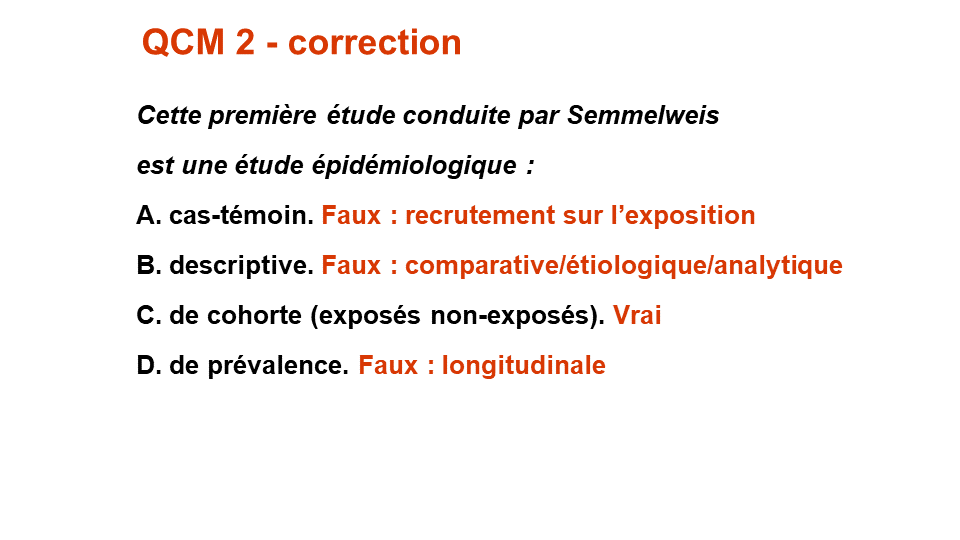 QCM 2 - correction
Cette première étude conduite par Semmelweis
est une étude épidémiologique :
A. cas-témoin. Faux : recrutement sur l’exposition
B. descriptive. Faux : comparative/étiologique/analytique
C. de cohorte (exposés non-exposés). Vrai
D. de prévalence. Faux : longitudinale